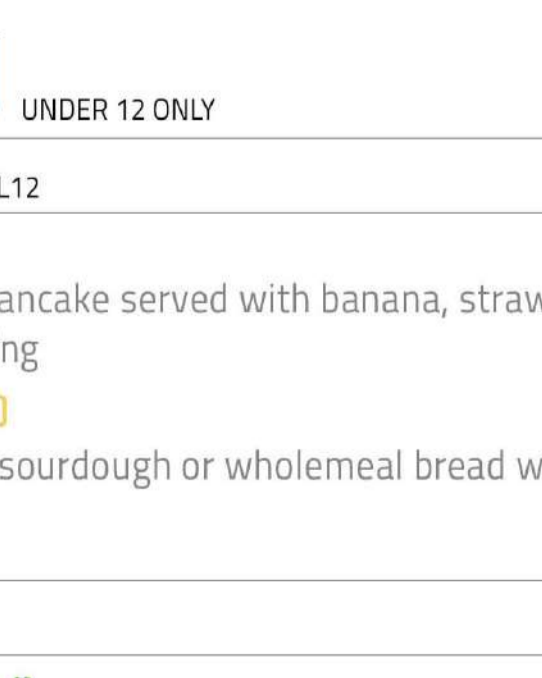 UNDER 12 ONLY
L12
ancake served with banana, straw
ng
sourdough or wholemeal bread w